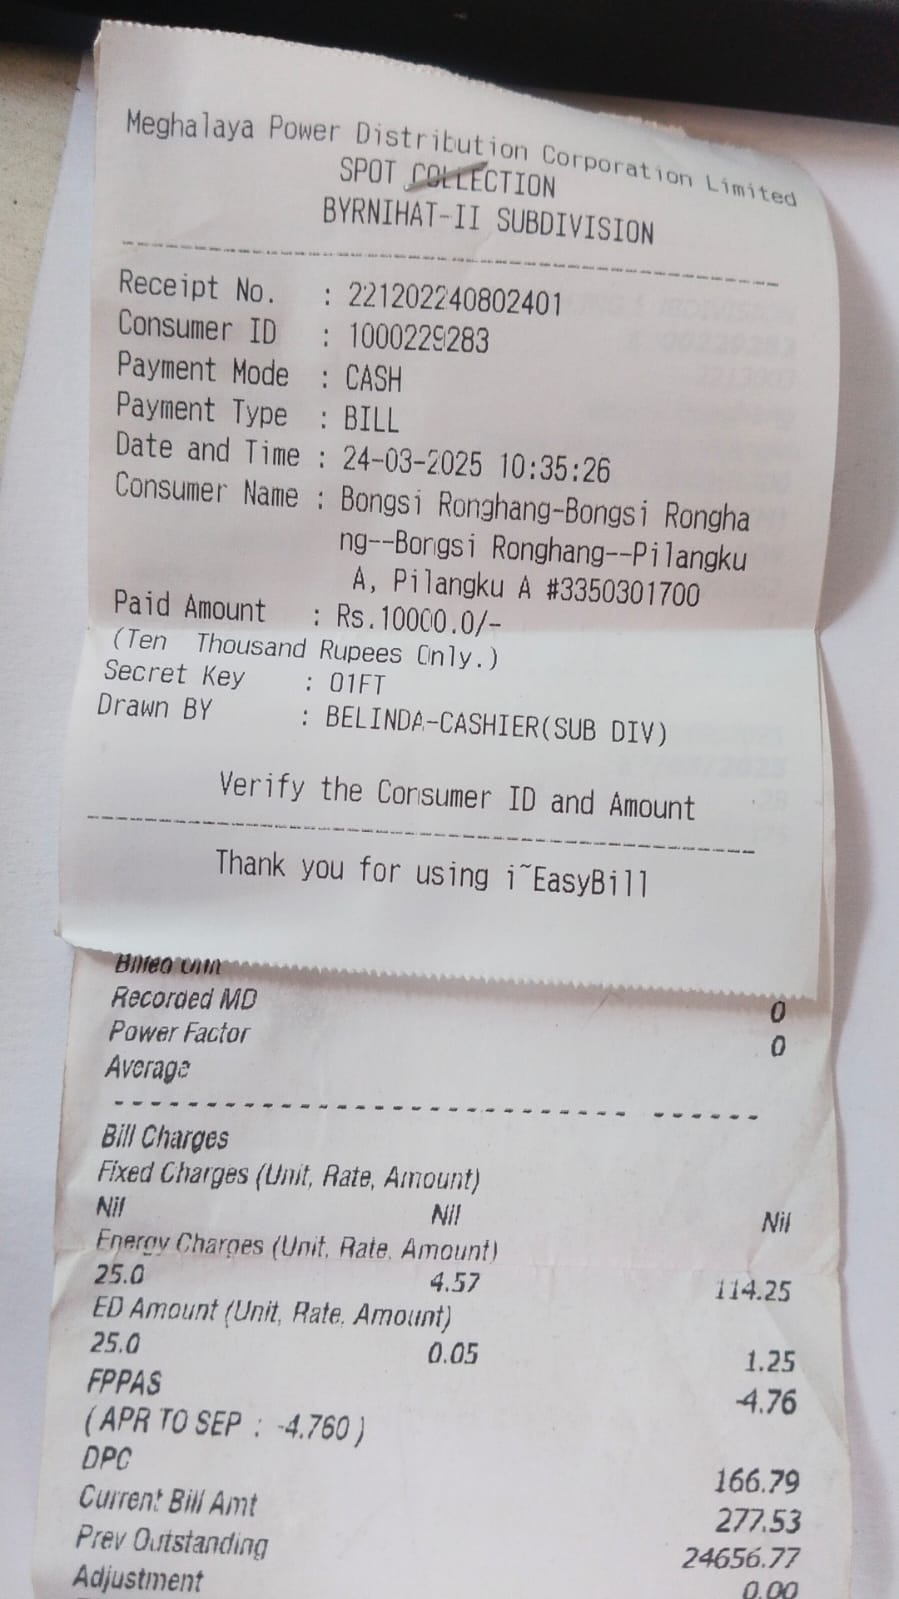 Meghalaya Power Distribution Corporation Limited
SPOT COLLECTION
BYRNIHAT-II SUBDIVISION
Receipt No. : 221202240802401
Consumer ID : 1000229283
Payment Mode : CASH
Payment Type : BILL
Date and Time : 24-03-2025 10:35:26
Consumer Name : Bongsi Ronghang-Bongsi Rongha
ng--Bongsi Ronghang--Pilangku
A, Pilangku A #3350301700
Paid Amount : Rs.10000.0/-
(Ten Thousand Rupees Only.)
Secret Key : 01FT
Drawn BY : BELINDA-CASHIER(SUB DIV)
Verify the Consumer ID and Amount
Thank you for using i~EasyBill
Billed Unit
Recorded MD 0
Power Factor 0
Average
Bill Charges
Fixed Charges (Unit, Rate, Amount)
Nil Nil Nil
Energy Charges (Unit, Rate, Amount)
25.0 4.57 114.25
ED Amount (Unit, Rate, Amount)
25.0 0.05 1.25
FPPAS -4.76
( APR TO SEP : -4.760 )
DPC 166.79
Current Bill Amt 277.53
Prev Outstanding 24656.77
Adjustment 0.00